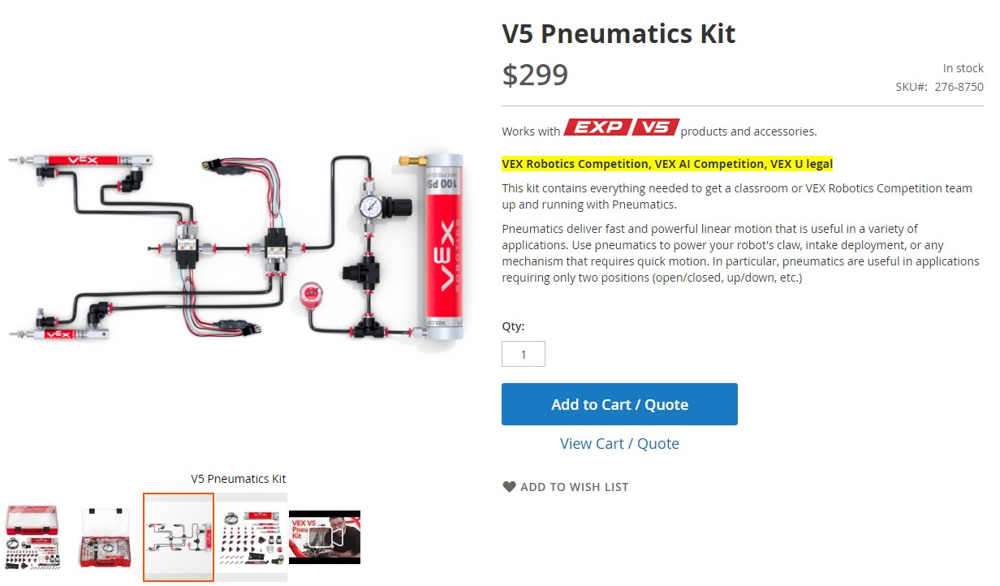 V5 Pneumatics Kit
$299
In stock
SKU#: 276-8750
Works with EXP V5 products and accessories.
VEX Robotics Competition, VEX AI Competition, VEX U legal
This kit contains everything needed to get a classroom or VEX Robotics Competition team
up and running with Pneumatics.
Pneumatics deliver fast and powerful linear motion that is useful in a variety of
applications. Use pneumatics to power your robot's claw, intake deployment, or any
mechanism that requires quick motion. In particular, pneumatics are useful in applications
requiring only two positions (open/closed, up/down, etc.)
Qty:
1
Add to Cart / Quote
View Cart / Quote
ADD TO WISH LIST
VEX
VEX
100 PSI
MAX PRESSURE
VEX
ROBOTICS
V5 Pneumatics Kit
VEX V5
Pneumatics
Kit